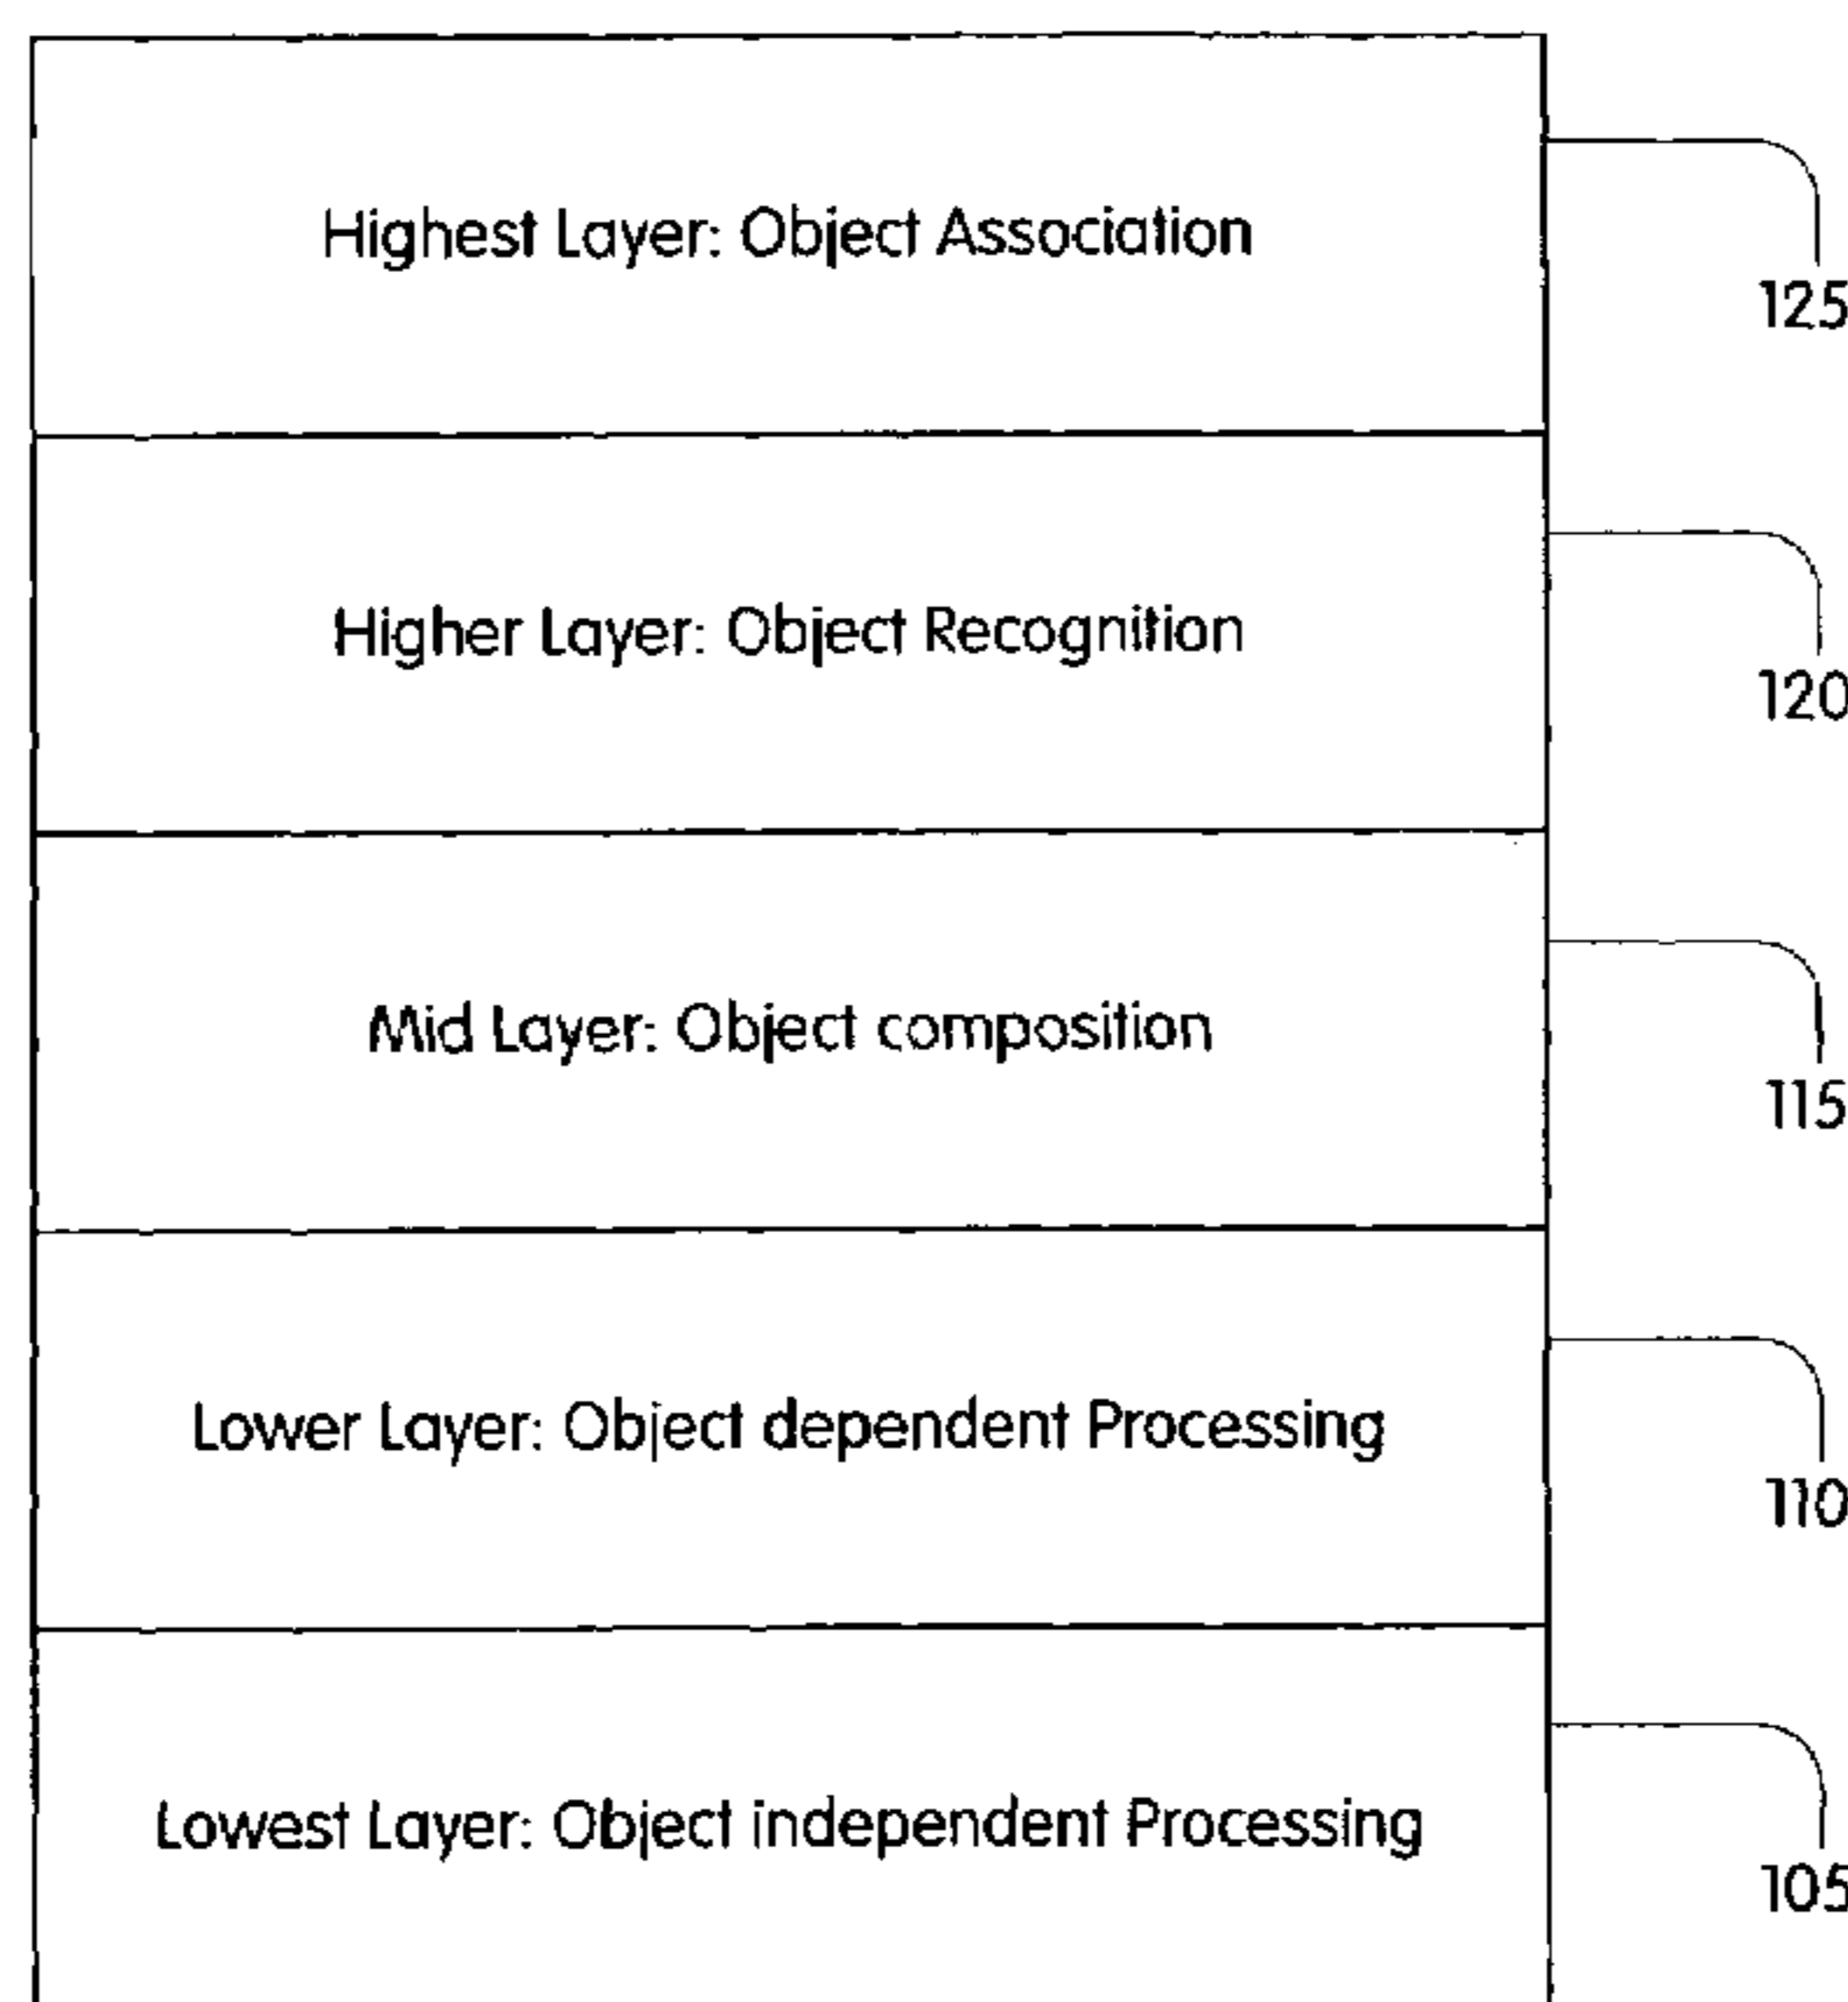 Highest Layer: Object Association
125
Higher Layer: Object Recognition
120
Mid Layer: Object composition
115
Lower Layer: Object dependent Processing
110
Lowest Layer: Object independent Processing
105